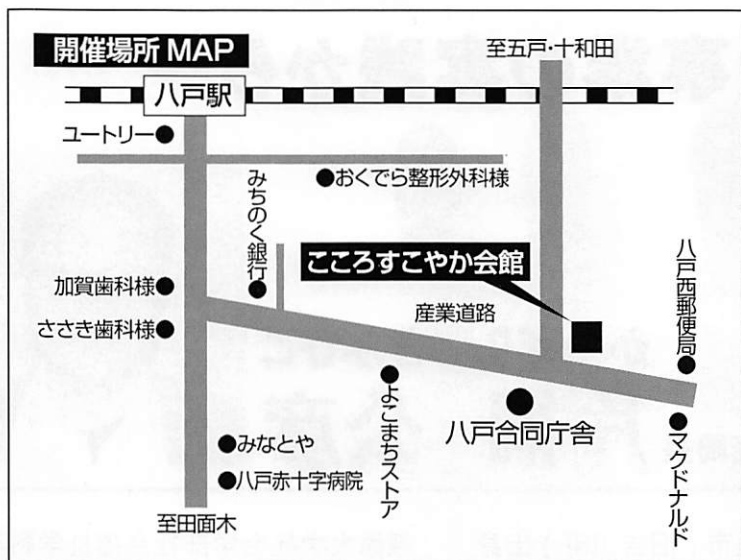 開催場所 MAP
至五戸・十和田
八戸駅
ユートリー
おくでら整形外科様
みちのく銀行
こころすこやか会館
八戸西郵便局
加賀歯科様
産業道路
ささき歯科様
よこまちストア
八戸合同庁舎
マクドナルド
みなとや
八戸赤十字病院
至田面木